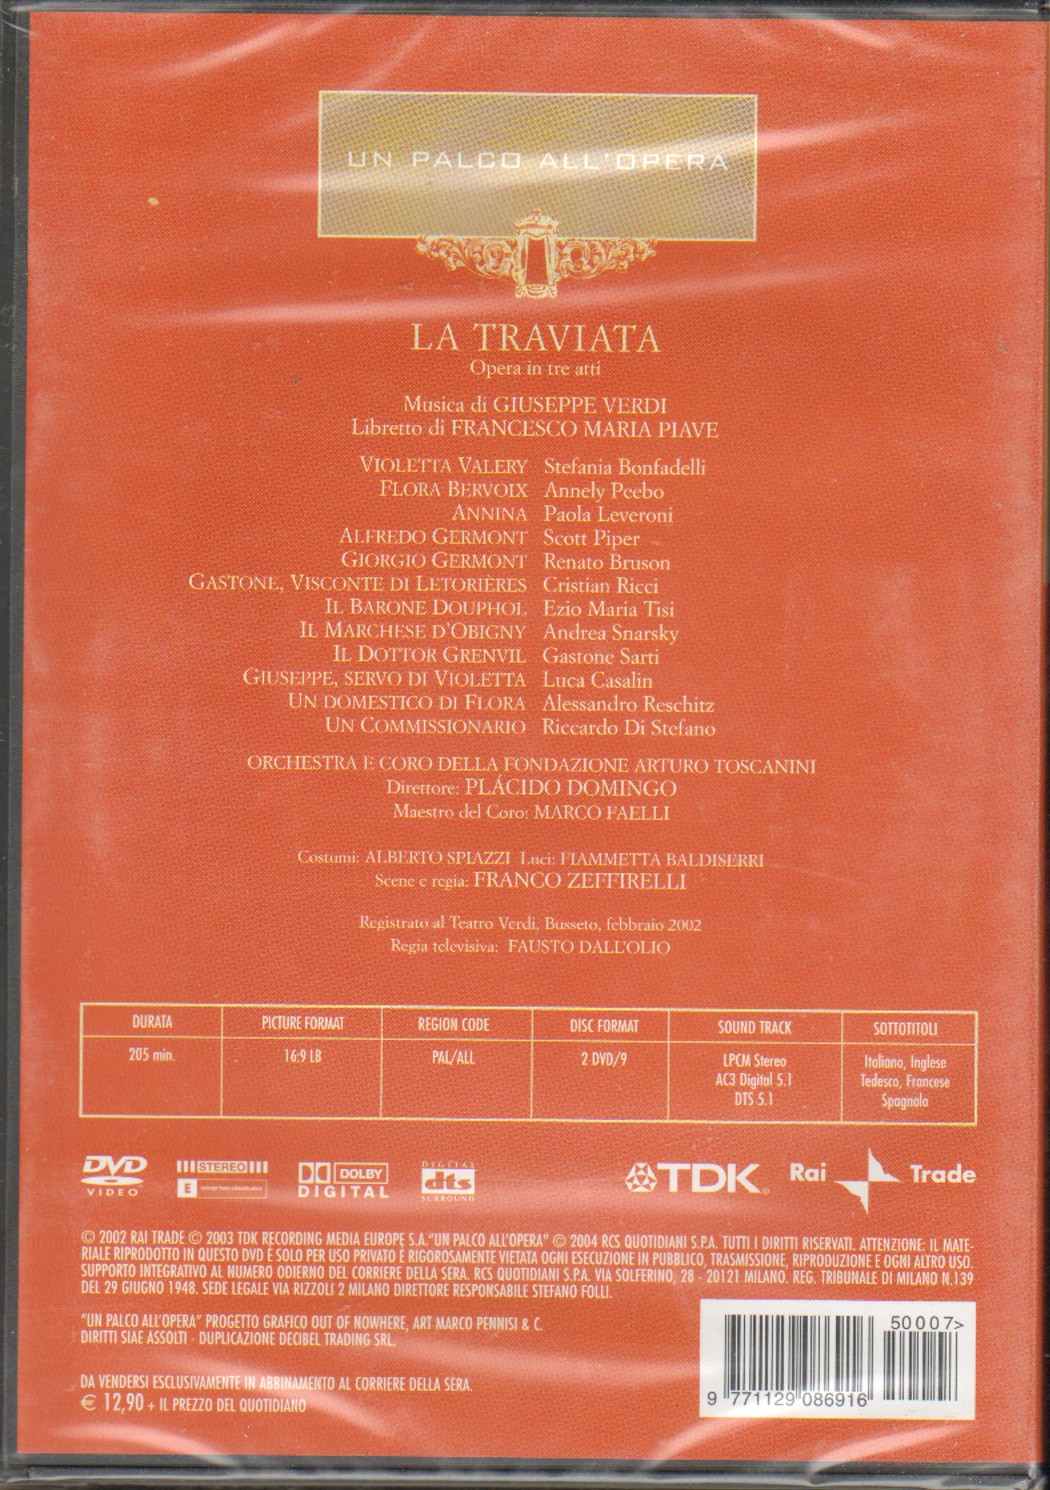 UN PALCO ALL'OPERA
LA TRAVIATA
Opera in tre atti
Musica di GIUSEPPE VERDI
Libretto di FRANCESCO MARIA PIAVE
VIOLETTA VALERY Stefania Bonfadelli
FLORA BERVOIX Annely Peebo
ANNINA Paola Leveroni
ALFREDO GERMONT Scott Piper
GIORGIO GERMONT Renato Bruson
GASTONE, VISCONTE DI LETORIÈRES Cristian Ricci
IL BARONE DOUPHOL Ezio Maria Tisi
IL MARCHESE D'OBIGNY Andrea Snarsky
IL DOTTOR GRENVIL Gastone Sarti
GIUSEPPE, SERVO DI VIOLETTA Luca Casalin
UN DOMESTICO DI FLORA Alessandro Reschitz
UN COMMISSIONARIO Riccardo Di Stefano
ORCHESTRA E CORO DELLA FONDAZIONE ARTURO TOSCANINI
Direttore: PLÁCIDO DOMINGO
Maestro del Coro: MARCO FAELLI
Costumi: ALBERTO SPIAZZI Luci: FIAMMETTA BALDISERRI
Scene e regia: FRANCO ZEFFIRELLI
Registrato al Teatro Verdi, Busseto, febbraio 2002
Regia televisiva: FAUSTO DALL'OLIO
DURATA PICTURE FORMAT REGION CODE DISC FORMAT SOUND TRACK SOTTOTITOLI
205 min. 16:9 LB PAL/ALL 2 DVD/9 LPCM Stereo Italiano, Inglese
AC3 Digital 5.1 Tedesco, Francese
DTS 5.1 Spagnolo
DVD VIDEO STEREO E DOLBY DIGITAL DIGITAL dts SURROUND TDK Rai Trade
© 2002 RAI TRADE © 2003 TDK RECORDING MEDIA EUROPE S.A."UN PALCO ALL'OPERA" © 2004 RCS QUOTIDIANI S.P.A. TUTTI I DIRITTI RISERVATI. ATTENZIONE: IL MATE-
RIALE RIPRODOTTO IN QUESTO DVD È SOLO PER USO PRIVATO E RIGOROSAMENTE VIETATA OGNI ESECUZIONE IN PUBBLICO, TRASMISSIONE, RIPRODUZIONE E OGNI ALTRO USO.
SUPPORTO INTEGRATIVO AL NUMERO ODIERNO DEL CORRIERE DELLA SERA. RCS QUOTIDIANI S.P.A. VIA SOLFERINO, 28 - 20121 MILANO. REG. TRIBUNALE DI MILANO N.139
DEL 29 GIUGNO 1948. SEDE LEGALE VIA RIZZOLI 2 MILANO DIRETTORE RESPONSABILE STEFANO FOLLI.
"UN PALCO ALL'OPERA" PROGETTO GRAFICO OUT OF NOWHERE, ART MARCO PENNISI & C.
DIRITTI SIAE ASSOLTI - DUPLICAZIONE DECIBEL TRADING SRL.
DA VENDERSI ESCLUSIVAMENTE IN ABBINAMENTO AL CORRIERE DELLA SERA.
€ 12,90 + IL PREZZO DEL QUOTIDIANO
50007>
9 771129 086916